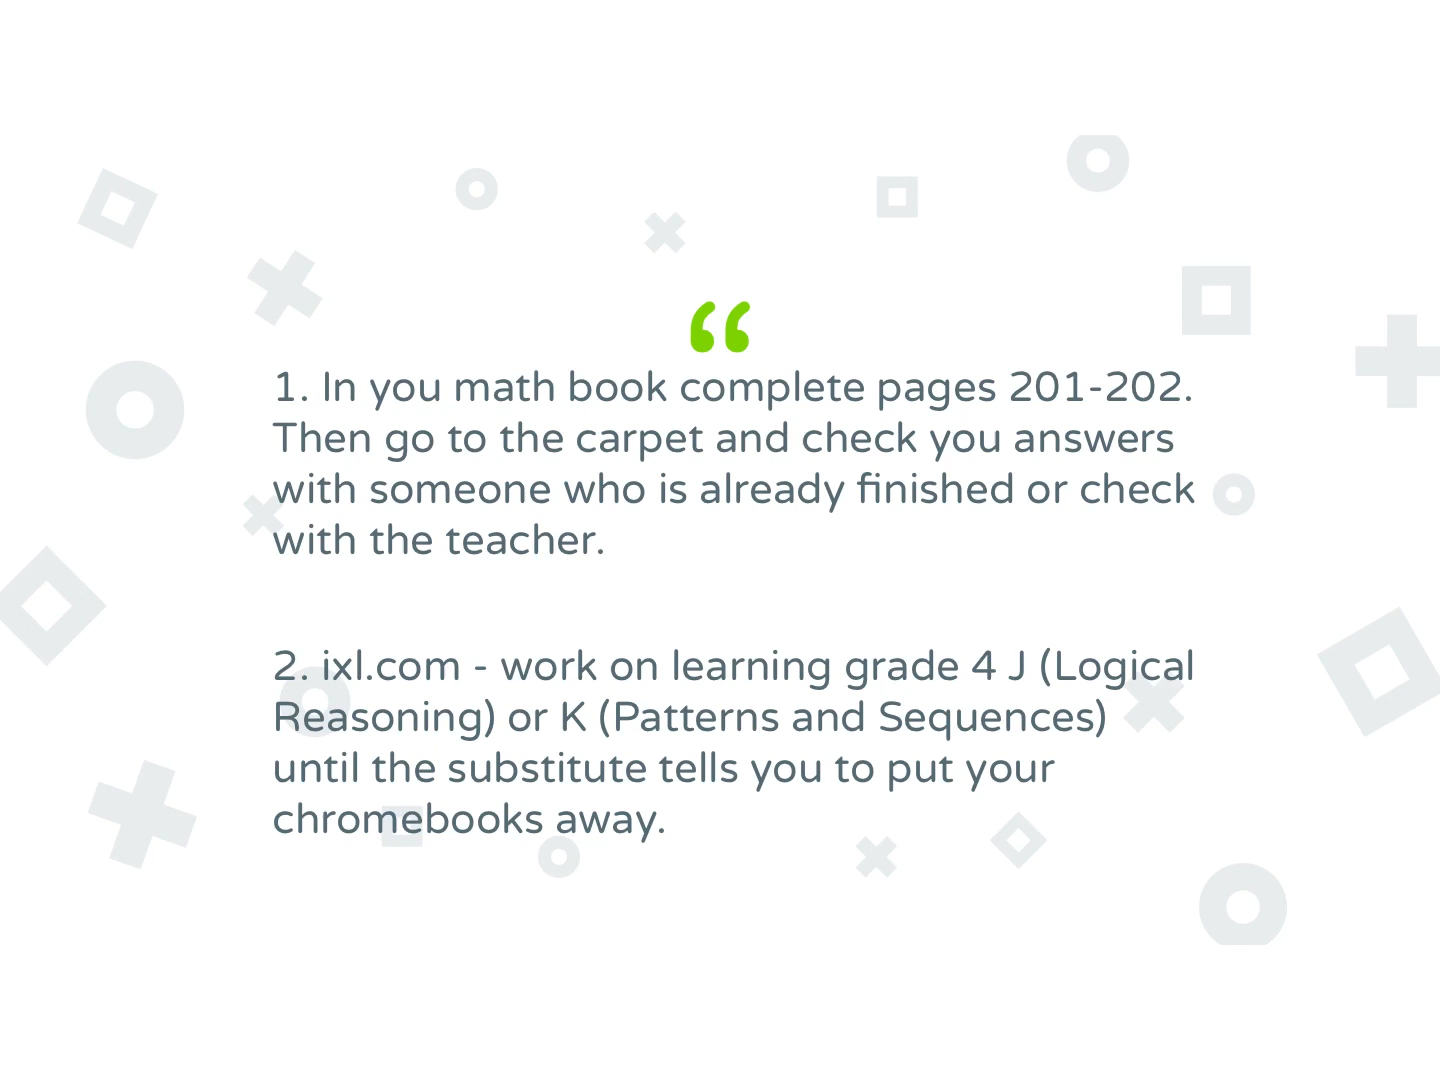 “
1. In you math book complete pages 201-202.
Then go to the carpet and check you answers
with someone who is already finished or check
with the teacher.
2. ixl.com - work on learning grade 4 J (Logical
Reasoning) or K (Patterns and Sequences)
until the substitute tells you to put your
chromebooks away.